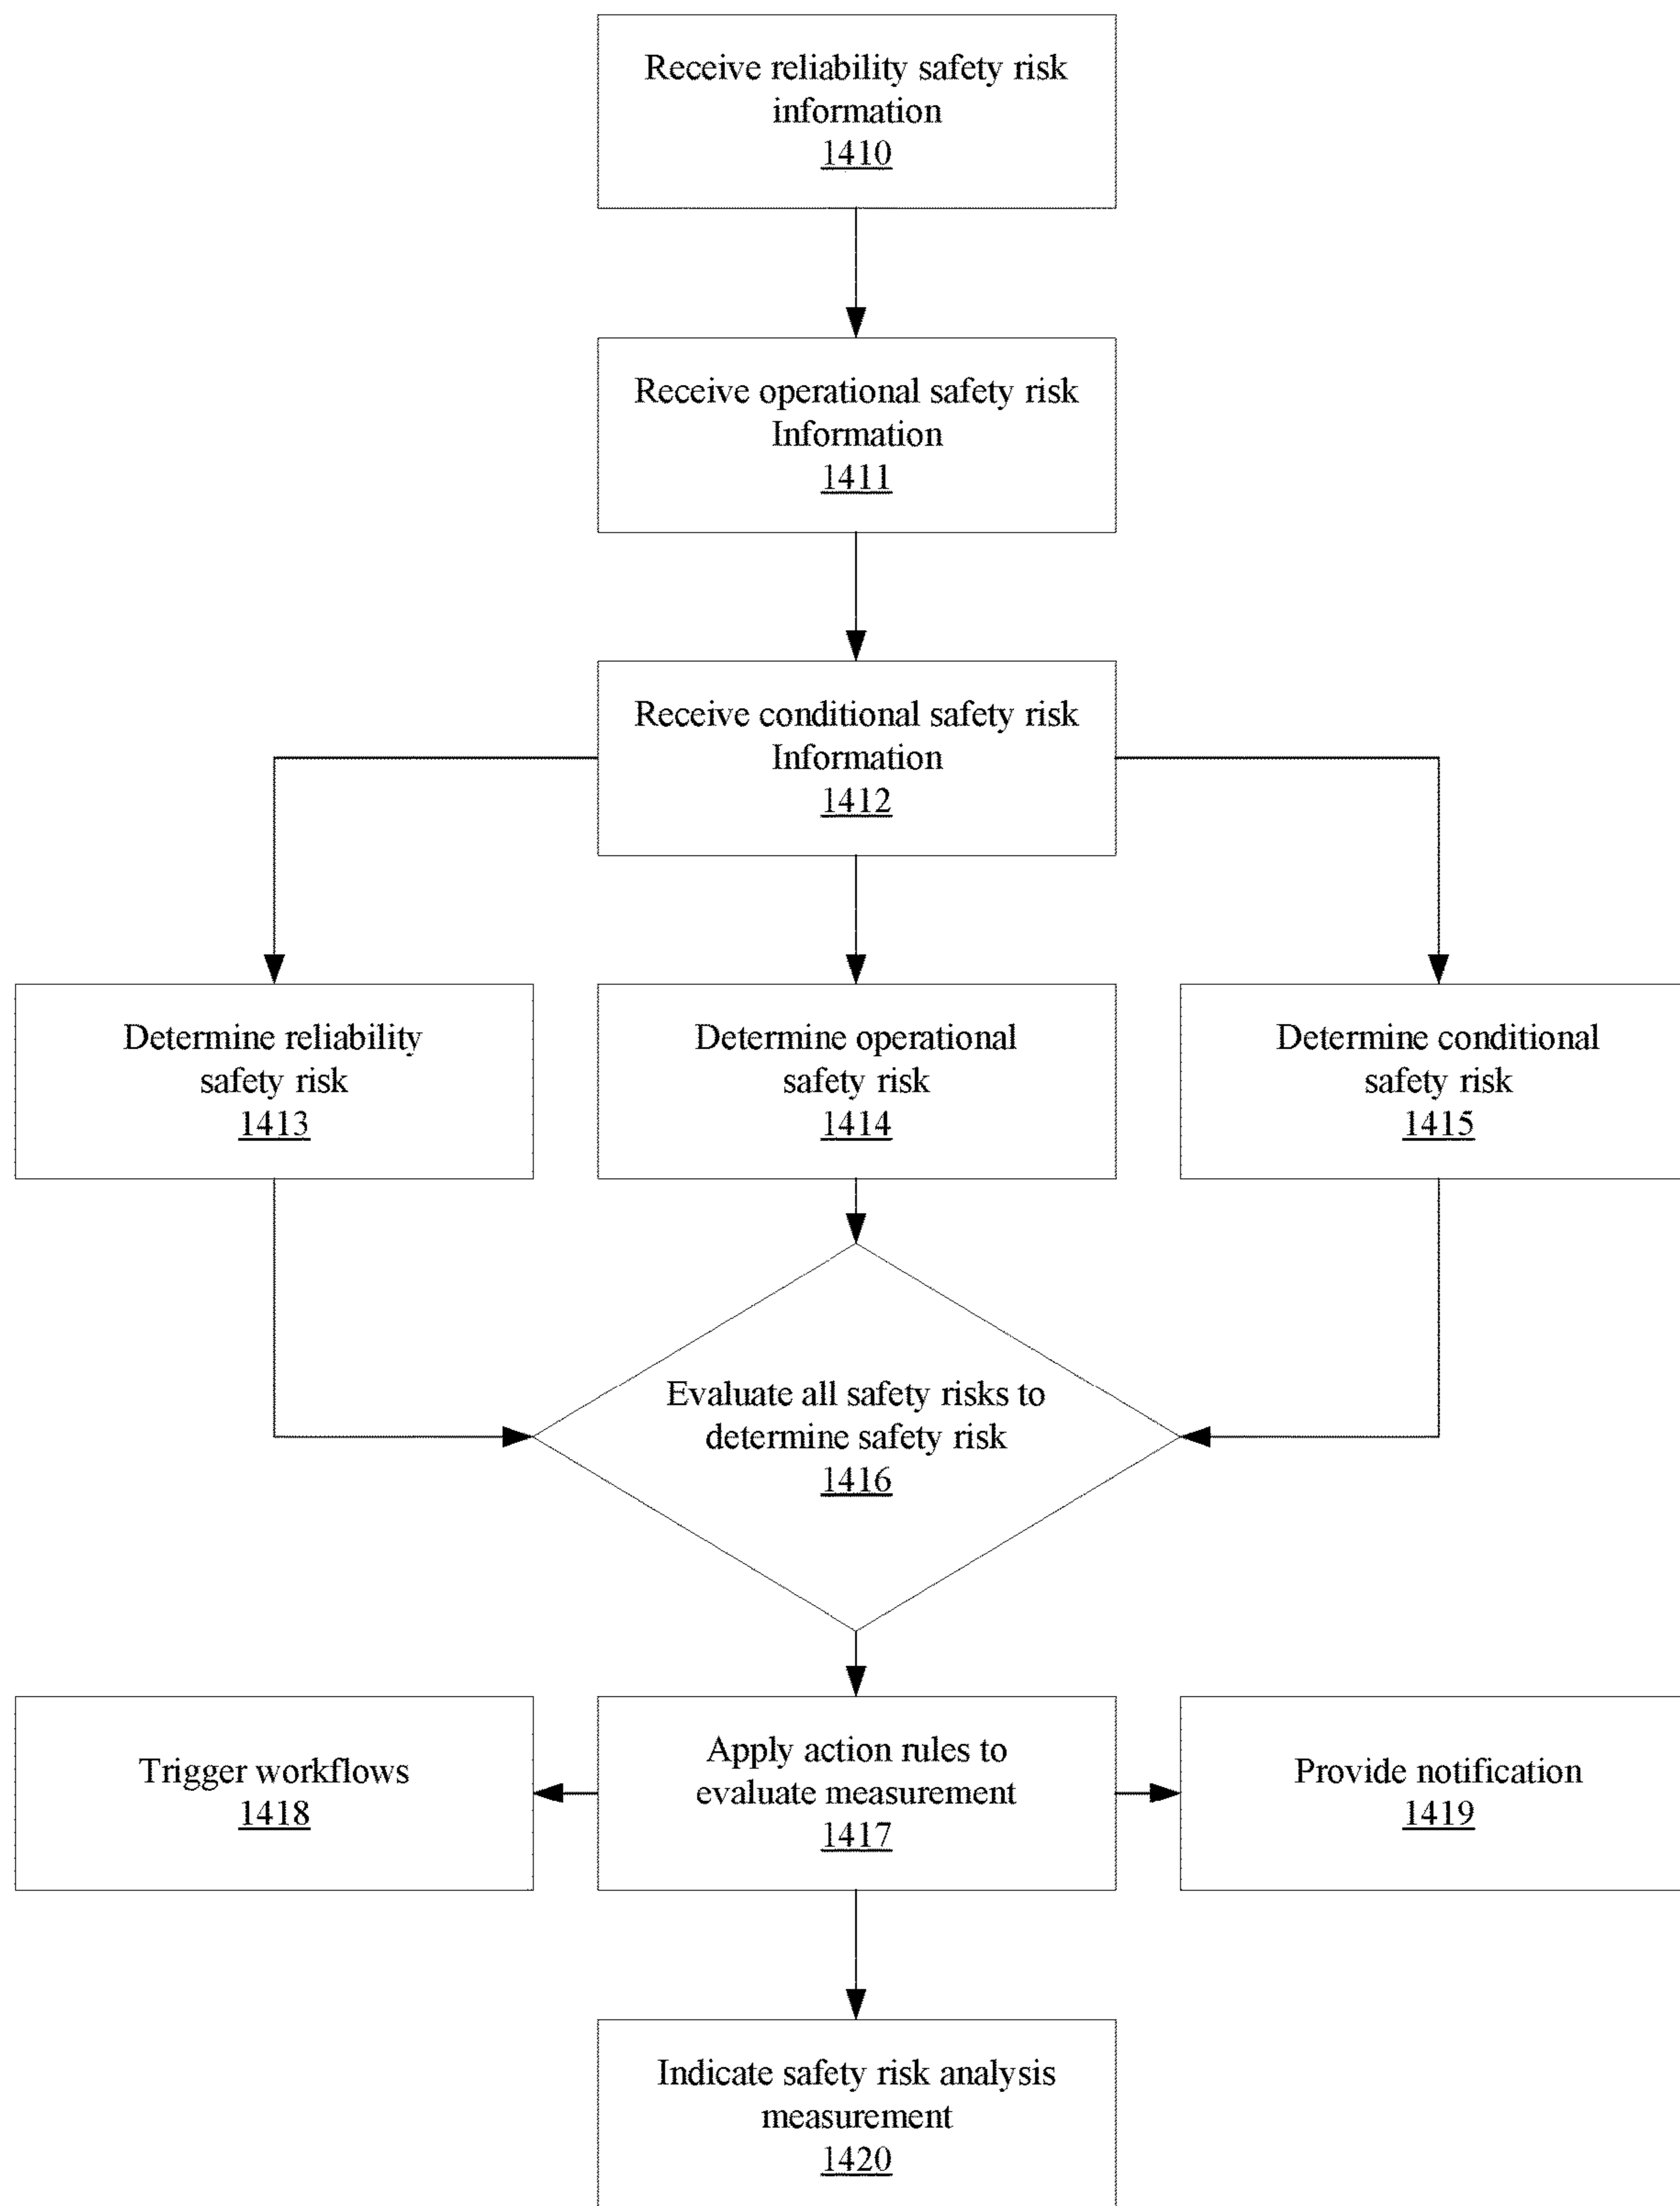 Receive reliability safety risk
information
1410
Receive operational safety risk
Information
1411
Receive conditional safety risk
Information
1412
Determine reliability
safety risk
1413
Determine operational
safety risk
1414
Determine conditional
safety risk
1415
Evaluate all safety risks to
determine safety risk
1416
Trigger workflows
1418
Apply action rules to
evaluate measurement
1417
Provide notification
1419
Indicate safety risk analysis
measurement
1420